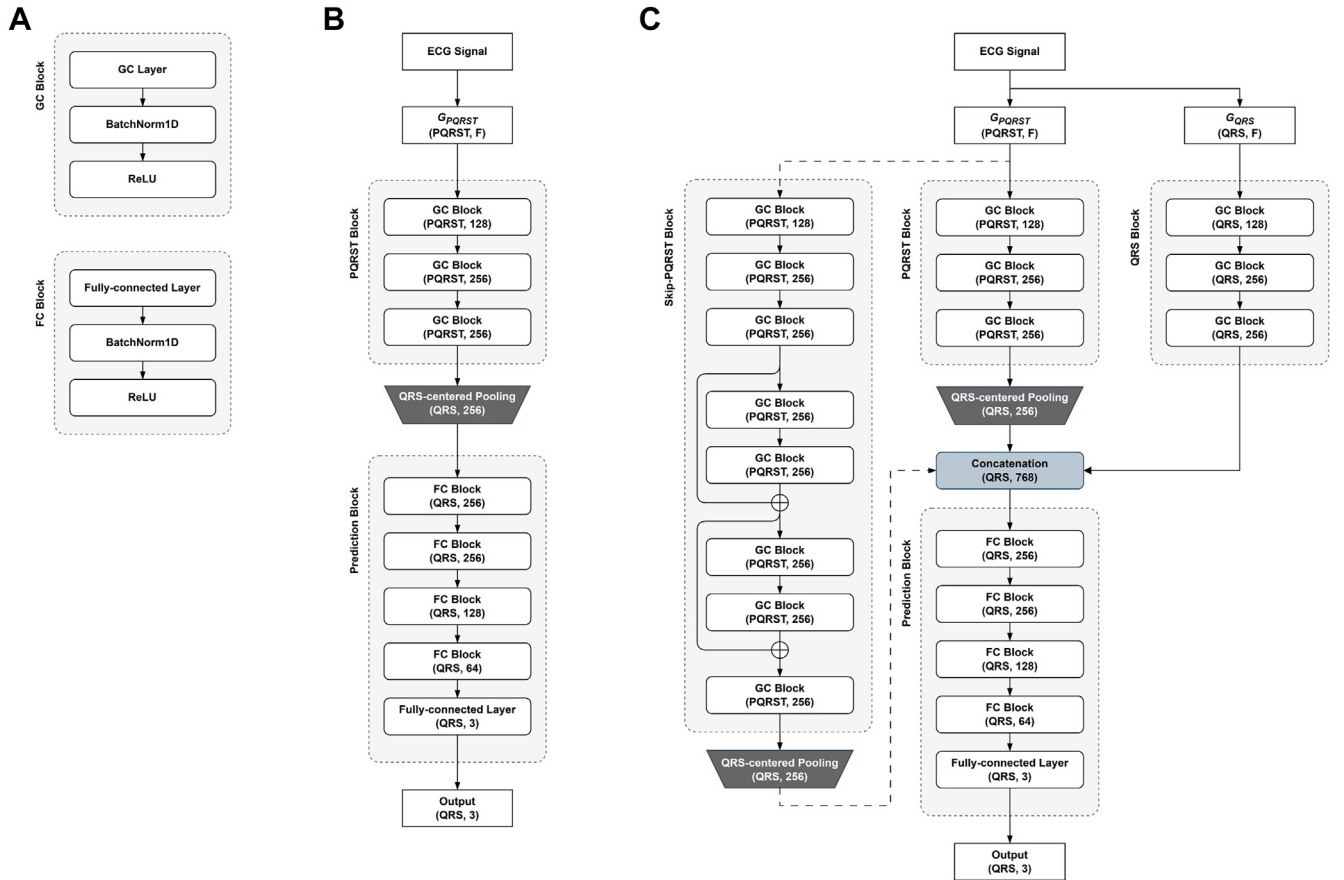 A
GC Block
GC Layer
BatchNorm1D
ReLU
FC Block
Fully-connected Layer
BatchNorm1D
ReLU
B
ECG Signal
G_PQRST
(PQRST, F)
PQRST Block
GC Block
(PQRST, 128)
GC Block
(PQRST, 256)
GC Block
(PQRST, 256)
QRS-centered Pooling
(QRS, 256)
Prediction Block
FC Block
(QRS, 256)
FC Block
(QRS, 256)
FC Block
(QRS, 128)
FC Block
(QRS, 64)
Fully-connected Layer
(QRS, 3)
Output
(QRS, 3)
C
ECG Signal
G_PQRST
(PQRST, F)
G_QRS
(QRS, F)
Skip-PQRST Block
GC Block
(PQRST, 128)
GC Block
(PQRST, 256)
GC Block
(PQRST, 256)
GC Block
(PQRST, 256)
GC Block
(PQRST, 256)
GC Block
(PQRST, 256)
GC Block
(PQRST, 256)
GC Block
(PQRST, 256)
QRS-centered Pooling
(QRS, 256)
PQRST Block
GC Block
(PQRST, 128)
GC Block
(PQRST, 256)
GC Block
(PQRST, 256)
QRS-centered Pooling
(QRS, 256)
QRS Block
GC Block
(QRS, 128)
GC Block
(QRS, 256)
GC Block
(QRS, 256)
Concatenation
(QRS, 768)
Prediction Block
FC Block
(QRS, 256)
FC Block
(QRS, 256)
FC Block
(QRS, 128)
FC Block
(QRS, 64)
Fully-connected Layer
(QRS, 3)
Output
(QRS, 3)